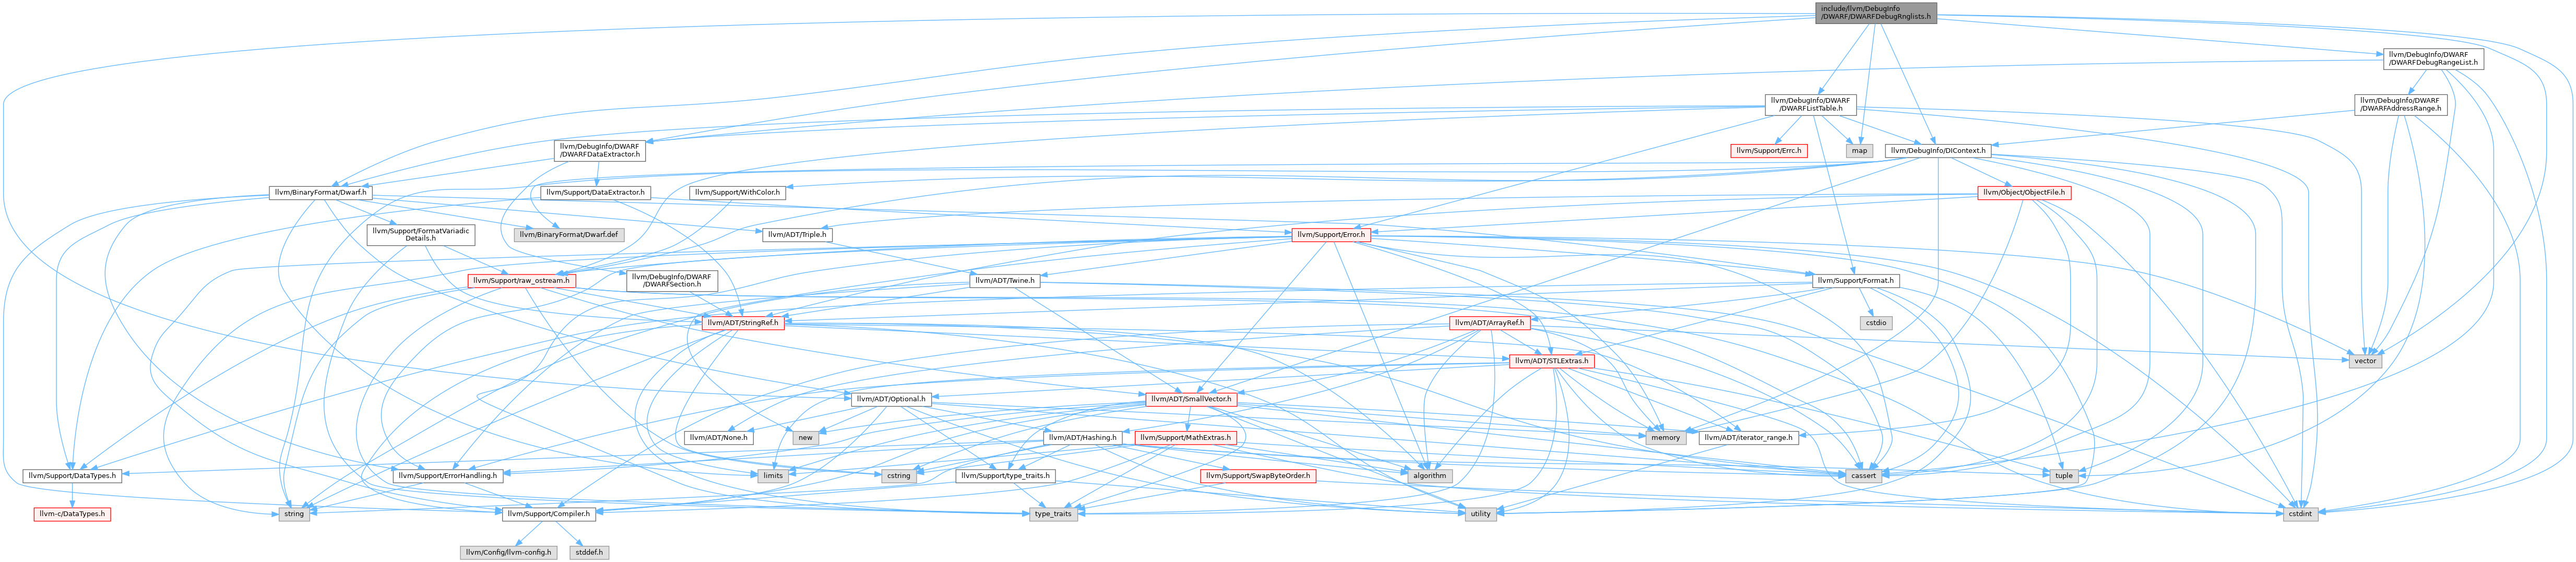 include/llvm/DebugInfo
/DWARF/DWARFDebugRnglists.h
llvm/DebugInfo/DWARF
/DWARFDebugRangeList.h
llvm/DebugInfo/DWARF
/DWARFListTable.h
llvm/DebugInfo/DWARF
/DWARFAddressRange.h
llvm/DebugInfo/DWARF
/DWARFDataExtractor.h
llvm/Support/Errc.h
map
llvm/DebugInfo/DIContext.h
llvm/BinaryFormat/Dwarf.h
llvm/Support/DataExtractor.h
llvm/Support/WithColor.h
llvm/Object/ObjectFile.h
llvm/Support/FormatVariadic
Details.h
llvm/BinaryFormat/Dwarf.def
llvm/ADT/Triple.h
llvm/Support/Error.h
llvm/Support/raw_ostream.h
llvm/DebugInfo/DWARF
/DWARFSection.h
llvm/ADT/Twine.h
llvm/Support/Format.h
llvm/ADT/StringRef.h
llvm/ADT/ArrayRef.h
cstdio
llvm/ADT/STLExtras.h
vector
llvm/ADT/Optional.h
llvm/ADT/SmallVector.h
llvm/ADT/None.h
new
llvm/ADT/Hashing.h
llvm/Support/MathExtras.h
memory
llvm/ADT/iterator_range.h
llvm/Support/DataTypes.h
llvm/Support/ErrorHandling.h
limits
cstring
llvm/Support/type_traits.h
llvm/Support/SwapByteOrder.h
algorithm
cassert
tuple
llvm-c/DataTypes.h
string
llvm/Support/Compiler.h
type_traits
utility
cstdint
llvm/Config/llvm-config.h
stddef.h